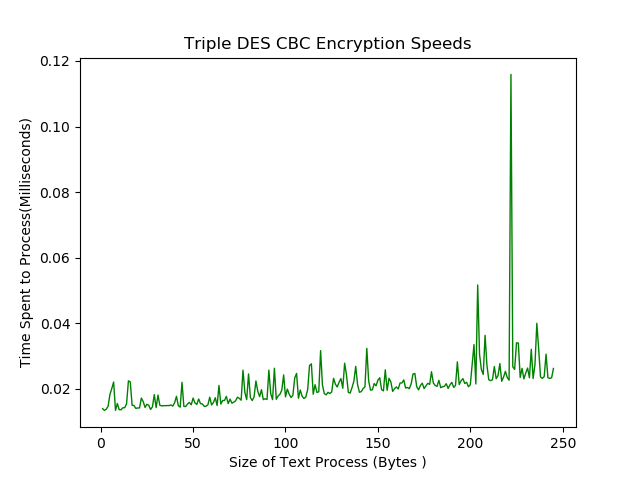 Triple DES CBC Encryption Speeds
0.12
0.10
0.08
0.06
0.04
0.02
Time Spent to Process(Milliseconds)
0 50 100 150 200 250
Size of Text Process (Bytes )